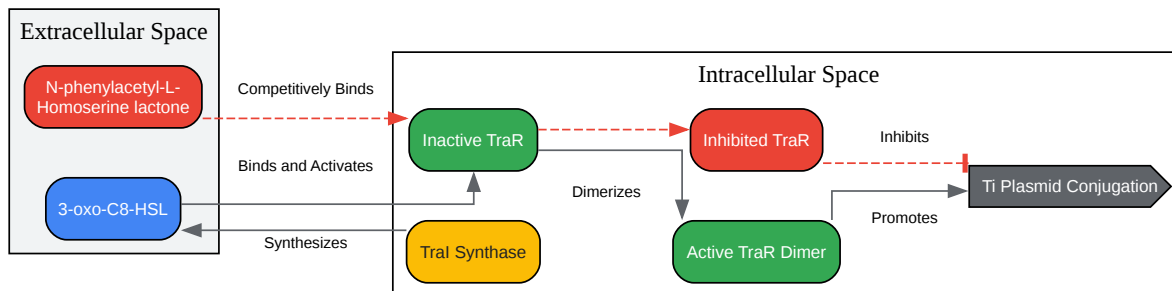 Extracellular Space
N-phenylacetyl-L-
Homoserine lactone
3-oxo-C8-HSL
Competitively Binds
Binds and Activates
Synthesizes
Intracellular Space
Inactive TraR
TraI Synthase
Dimerizes
Inhibited TraR
Active TraR Dimer
Inhibits
Promotes
Ti Plasmid Conjugation